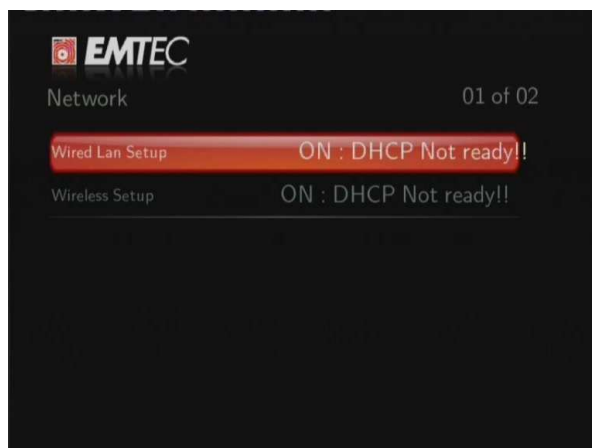 EMTEC
Network 01 of 02
Wired Lan Setup ON : DHCP Not ready!!
Wireless Setup ON : DHCP Not ready!!